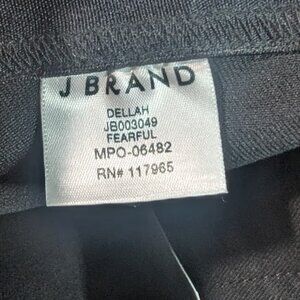 J BRAND
DELLAH
JB003049
FEARFUL
MPO-06482
RN# 117965